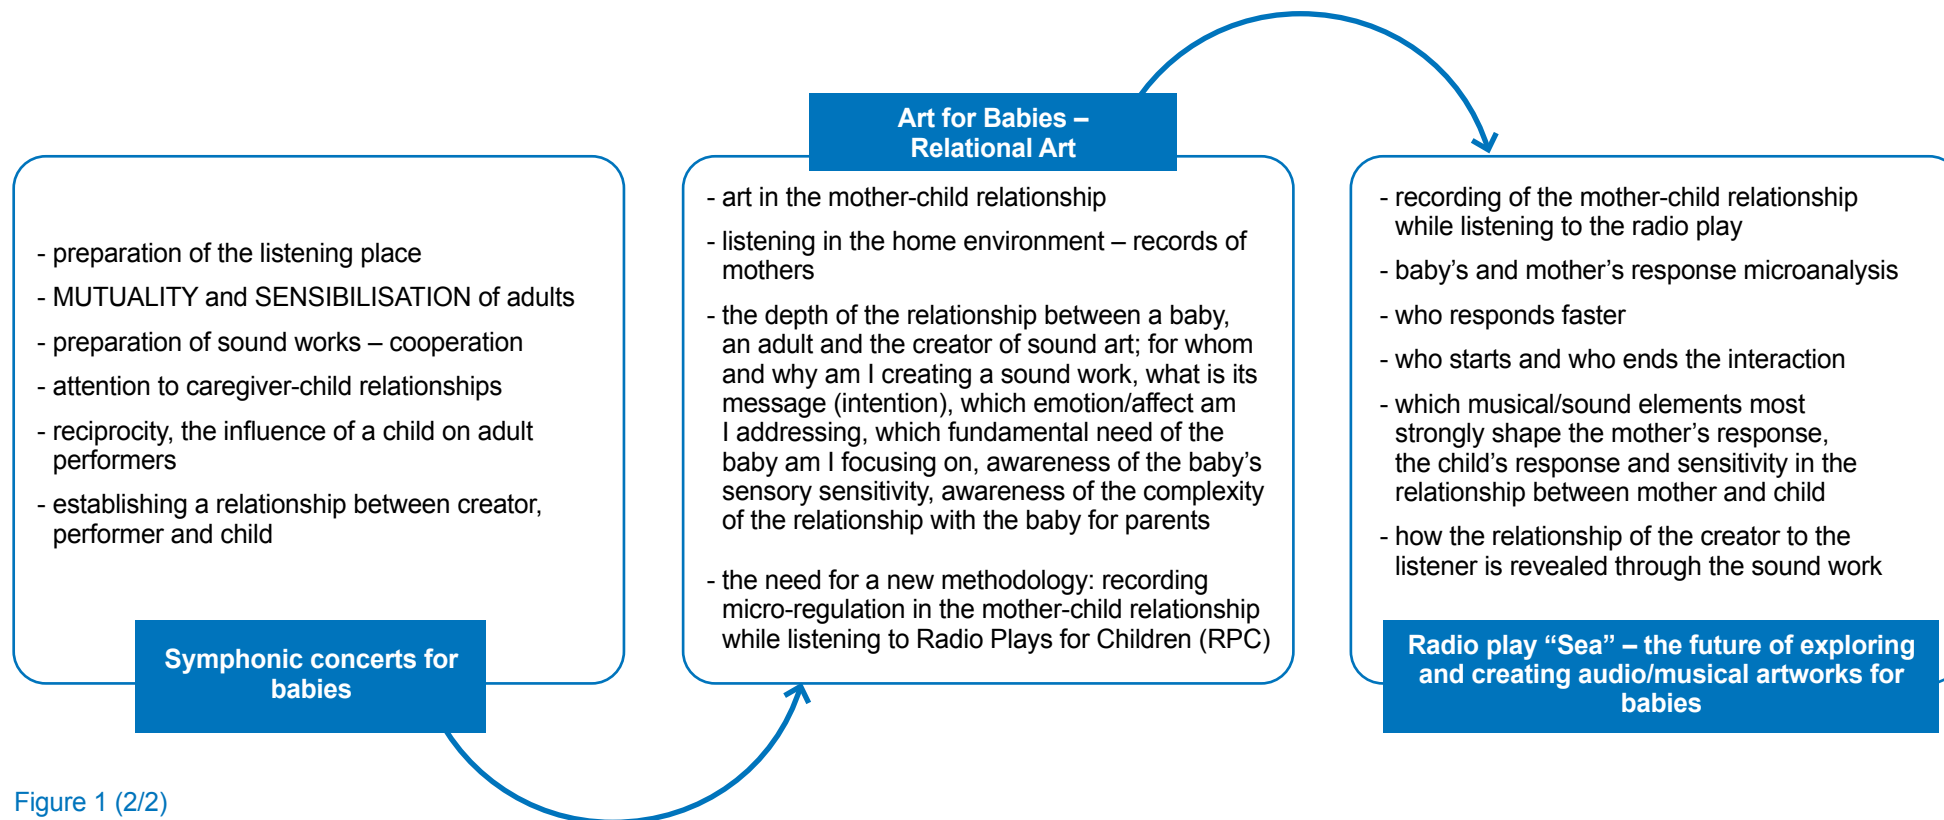 - preparation of the listening place
- MUTUALITY and SENSIBILISATION of adults
- preparation of sound works – cooperation
- attention to caregiver-child relationships
- reciprocity, the influence of a child on adult
performers
- establishing a relationship between creator,
performer and child
Symphonic concerts for
babies
Art for Babies –
Relational Art
- art in the mother-child relationship
- listening in the home environment – records of
mothers
- the depth of the relationship between a baby,
an adult and the creator of sound art; for whom
and why am I creating a sound work, what is its
message (intention), which emotion/affect am
I addressing, which fundamental need of the
baby am I focusing on, awareness of the baby’s
sensory sensitivity, awareness of the complexity
of the relationship with the baby for parents
- the need for a new methodology: recording
micro-regulation in the mother-child relationship
while listening to Radio Plays for Children (RPC)
- recording of the mother-child relationship
while listening to the radio play
- baby’s and mother’s response microanalysis
- who responds faster
- who starts and who ends the interaction
- which musical/sound elements most
strongly shape the mother’s response,
the child’s response and sensitivity in the
relationship between mother and child
- how the relationship of the creator to the
listener is revealed through the sound work
Radio play “Sea” – the future of exploring
and creating audio/musical artworks for
babies
Figure 1 (2/2)